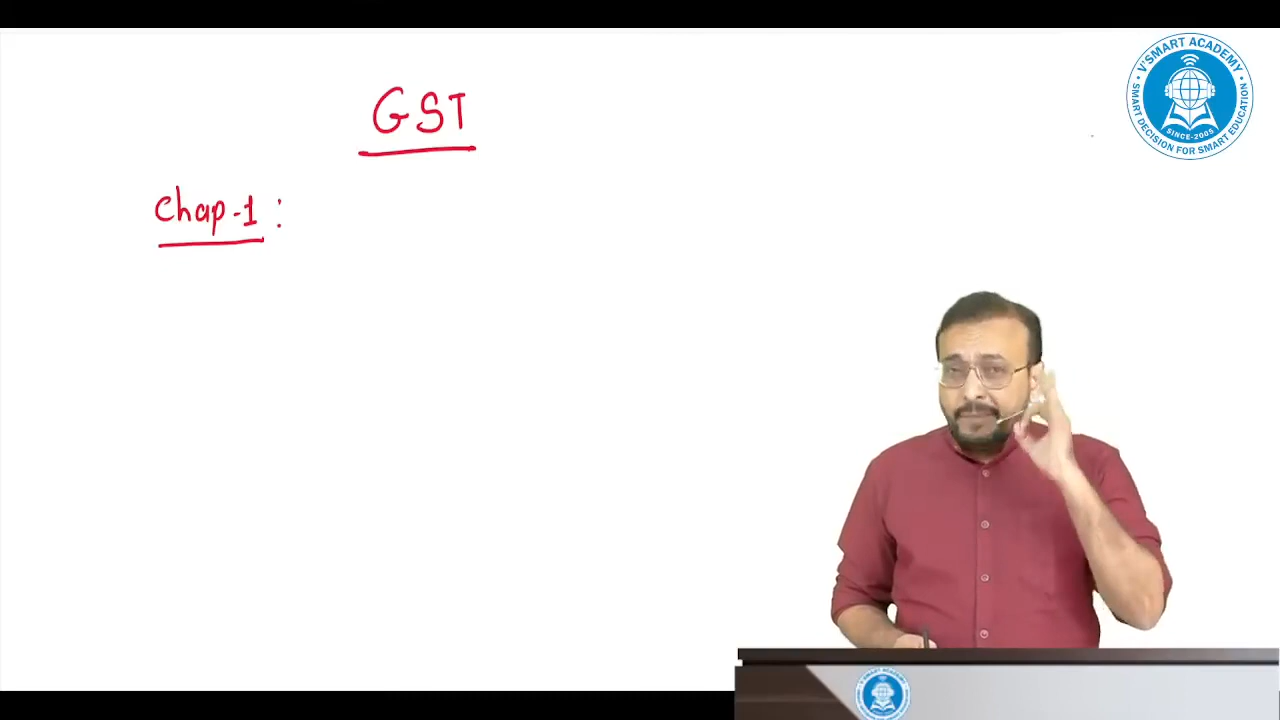 GST
Chap-1:
V'SMART ACADEMY
SMART DECISION FOR SMART EDUCATION
SINCE-2005